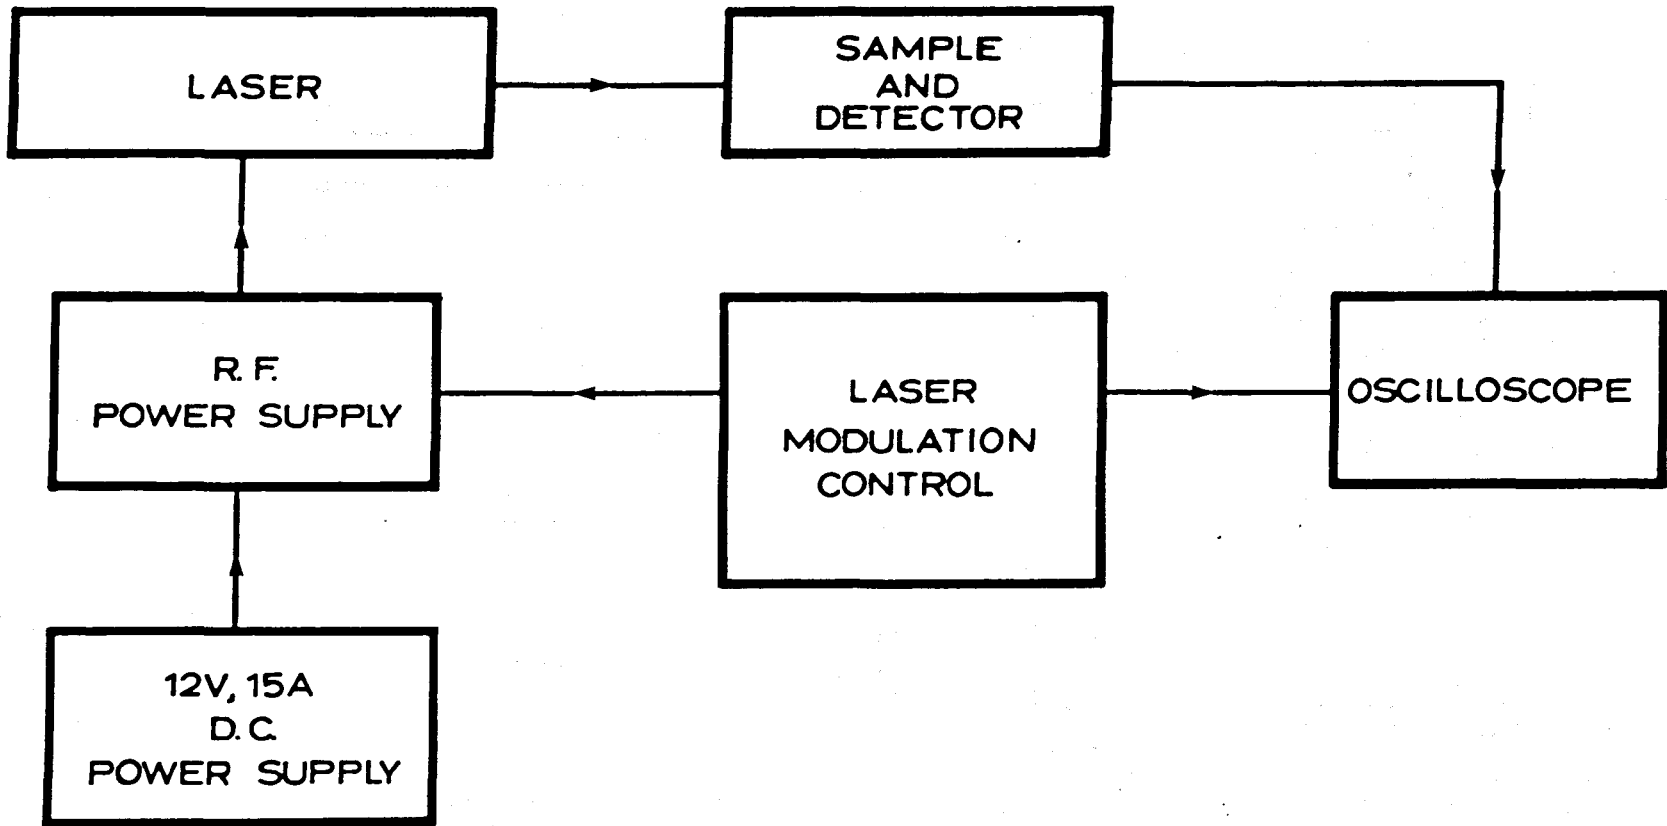 LASER
SAMPLE
AND
DETECTOR
R. F.
POWER SUPPLY
LASER
MODULATION
CONTROL
OSCILLOSCOPE
12V, 15A
D. C.
POWER SUPPLY